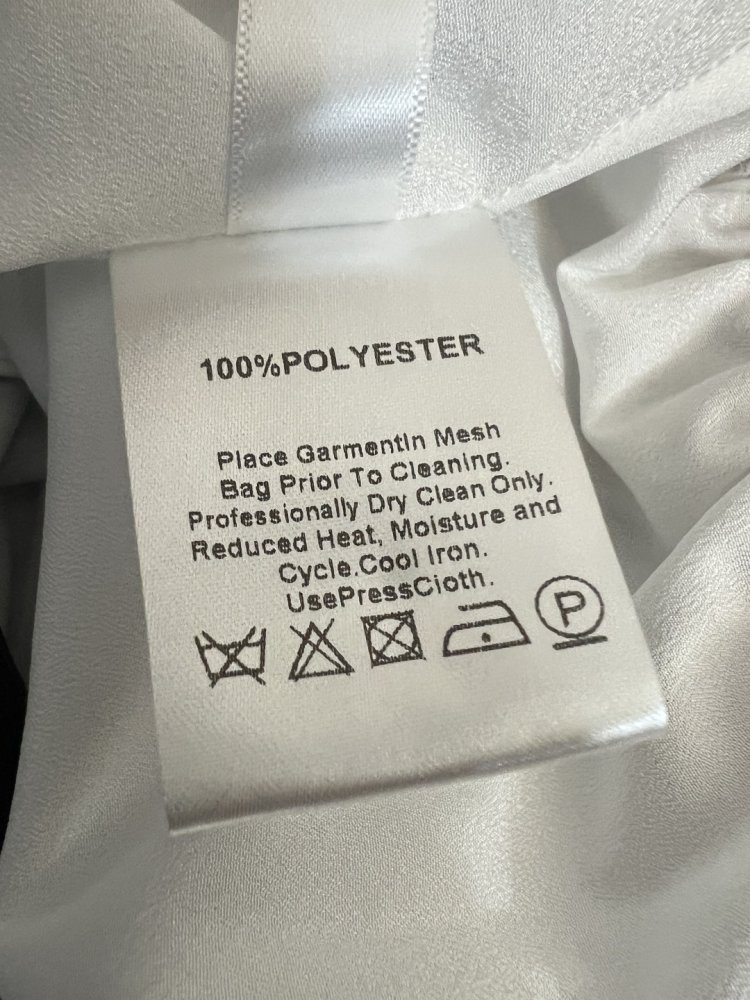 100%POLYESTER
Place GarmentIn Mesh
Bag Prior To Cleaning.
Professionally Dry Clean Only.
Reduced Heat, Moisture and
Cycle.Cool Iron.
UsePressCloth.
P